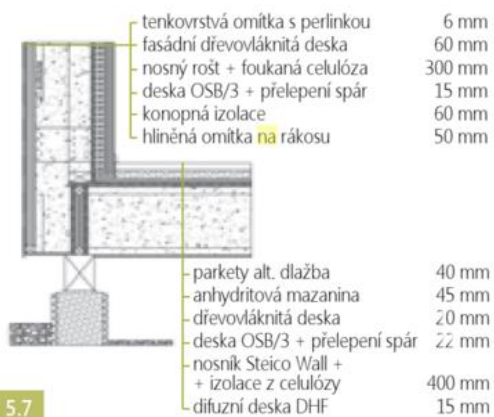 tenkovrstvá omítka s perlinkou 6 mm
fasádní dřevovláknitá deska 60 mm
nosný rošt + foukaná celulóza 300 mm
deska OSB/3 + přelepení spár 15 mm
konopná izolace 60 mm
hliněná omítka na rákosu 50 mm
parkety alt. dlažba 40 mm
anhydritová mazanina 45 mm
dřevovláknitá deska 20 mm
deska OSB/3 + přelepení spár 22 mm
nosník Steico Wall +
+ izolace z celulózy 400 mm
difuzní deska DHF 15 mm
5.7